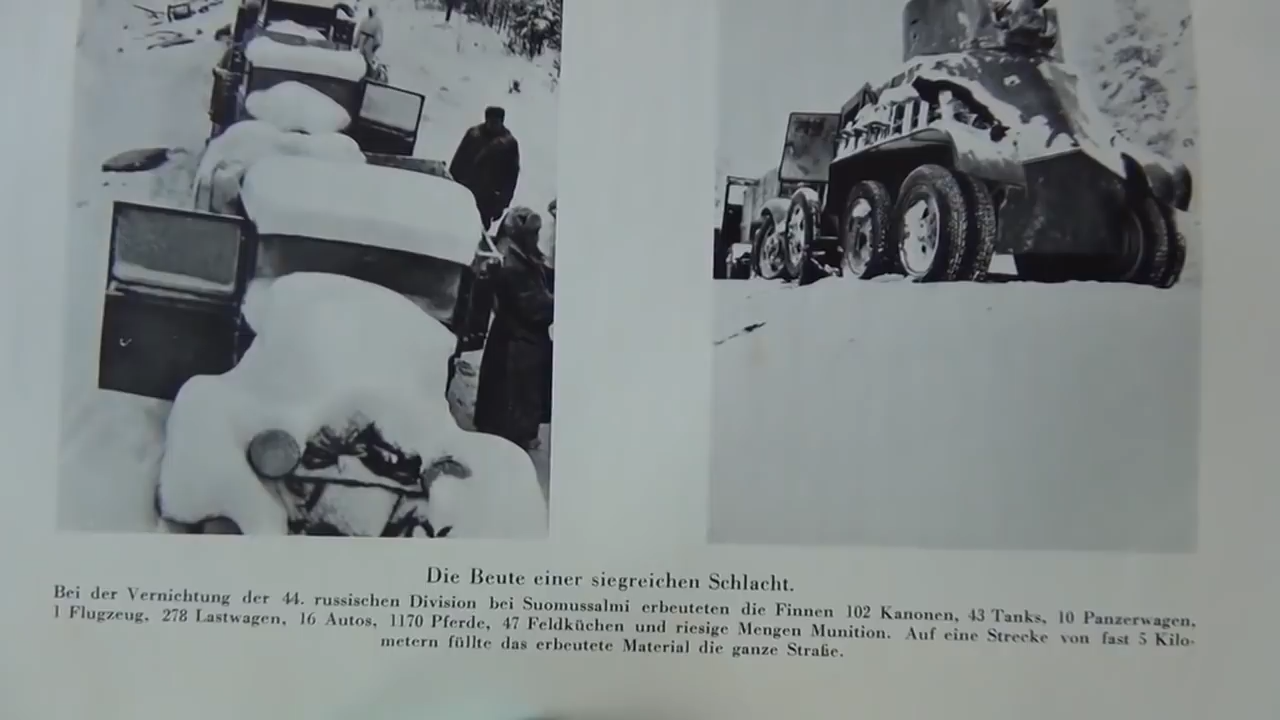 Die Beute einer siegreichen Schlacht.
Bei der Vernichtung der 44. russischen Division bei Suomussalmi erbeuteten die Finnen 102 Kanonen, 43 Tanks, 10 Panzerwagen,
1 Flugzeug, 278 Lastwagen, 16 Autos, 1170 Pferde, 47 Feldküchen und riesige Mengen Munition. Auf eine Strecke von fast 5 Kilo-
metern füllte das erbeutete Material die ganze Straße.